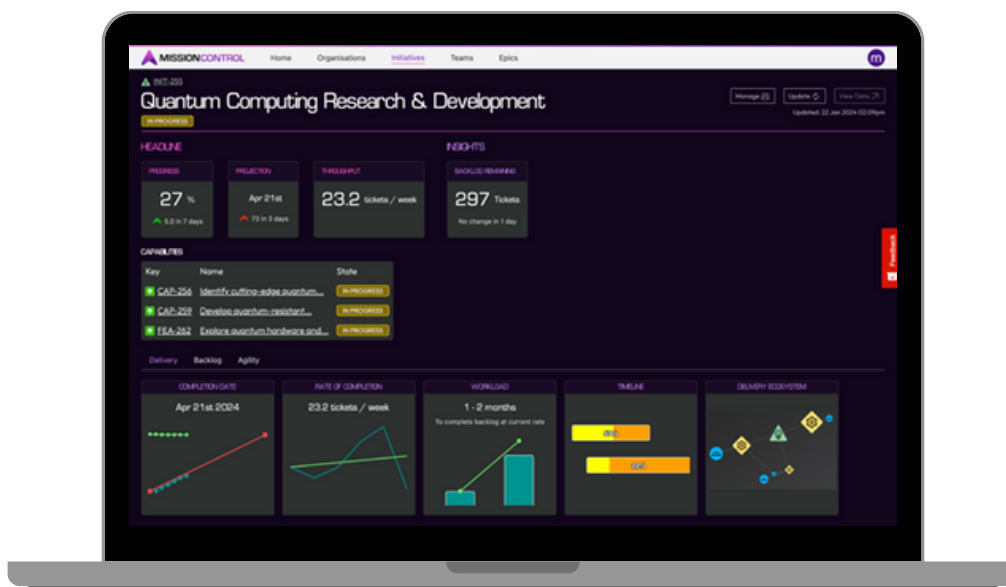 MISSIONCONTROL Home Organisations Initiatives Teams Epics m
INIT-255
Quantum Computing Research & Development
Manage Update View Data
IN PROGRESS
Updated: 22 Jan 2024 02:09pm
HEADLINE INSIGHTS
PROGRESS PROJECTION THROUGHPUT BACKLOG REMAINING
27 % Apr 21st 23.2 tickets / week 297 Tickets
5.0 in 7 days 73 in 3 days No change in 1 day
Feedback
CAPABILITIES
Key Name State
CAP-256 Identify cutting-edge quantum... IN PROGRESS
CAP-259 Develop quantum-resistant... IN PROGRESS
FEA-262 Explore quantum hardware and... IN PROGRESS
Delivery Backlog Agility
COMPLETION DATE RATE OF COMPLETION WORKLOAD TIMELINE DELIVERY ECOSYSTEM
Apr 21st 2024 23.2 tickets / week 1 - 2 months
To complete backlog at current rate